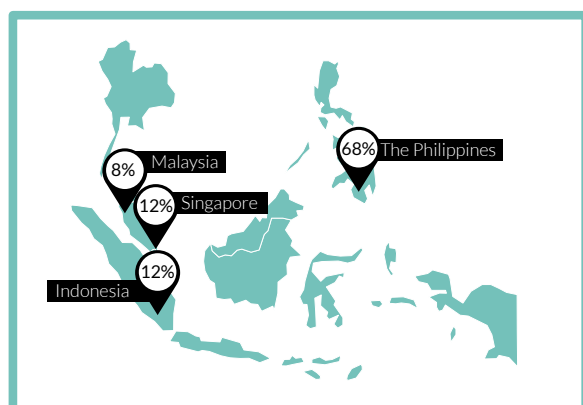 68%
The Philippines
8%
Malaysia
12%
Singapore
12%
Indonesia